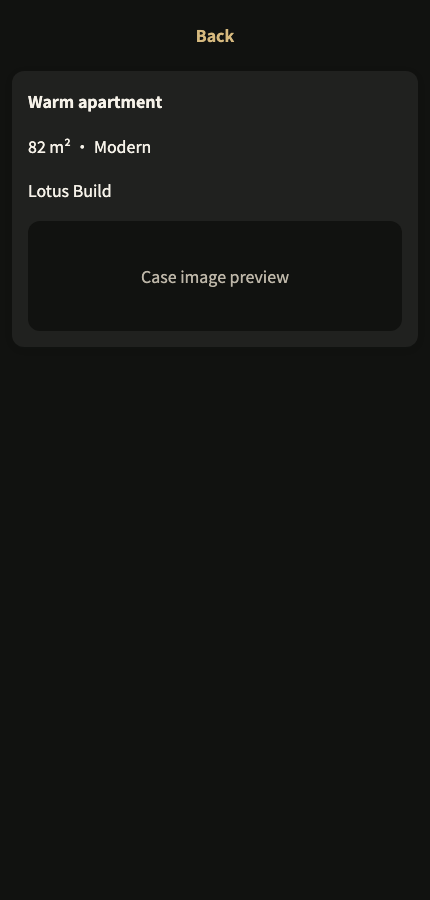 Back
Warm apartment
82 m² • Modern
Lotus Build
Case image preview